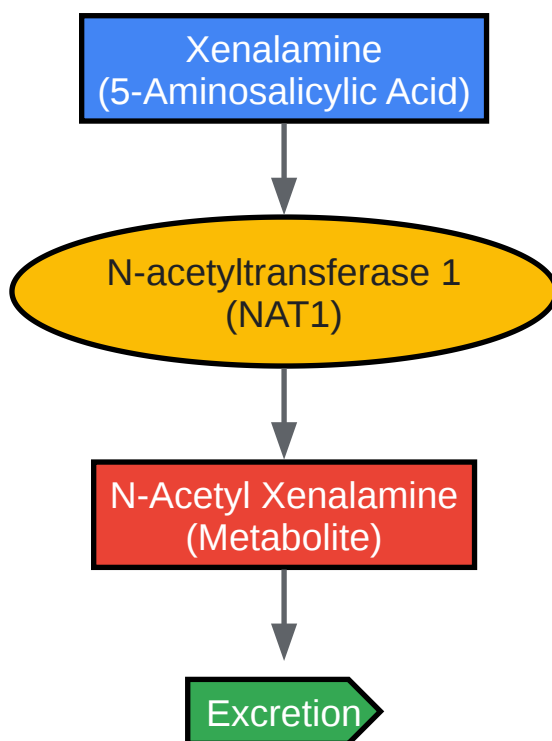 Xenalamine
(5-Aminosalicylic Acid)
N-acetyltransferase 1
(NAT1)
N-Acetyl Xenalamine
(Metabolite)
Excretion